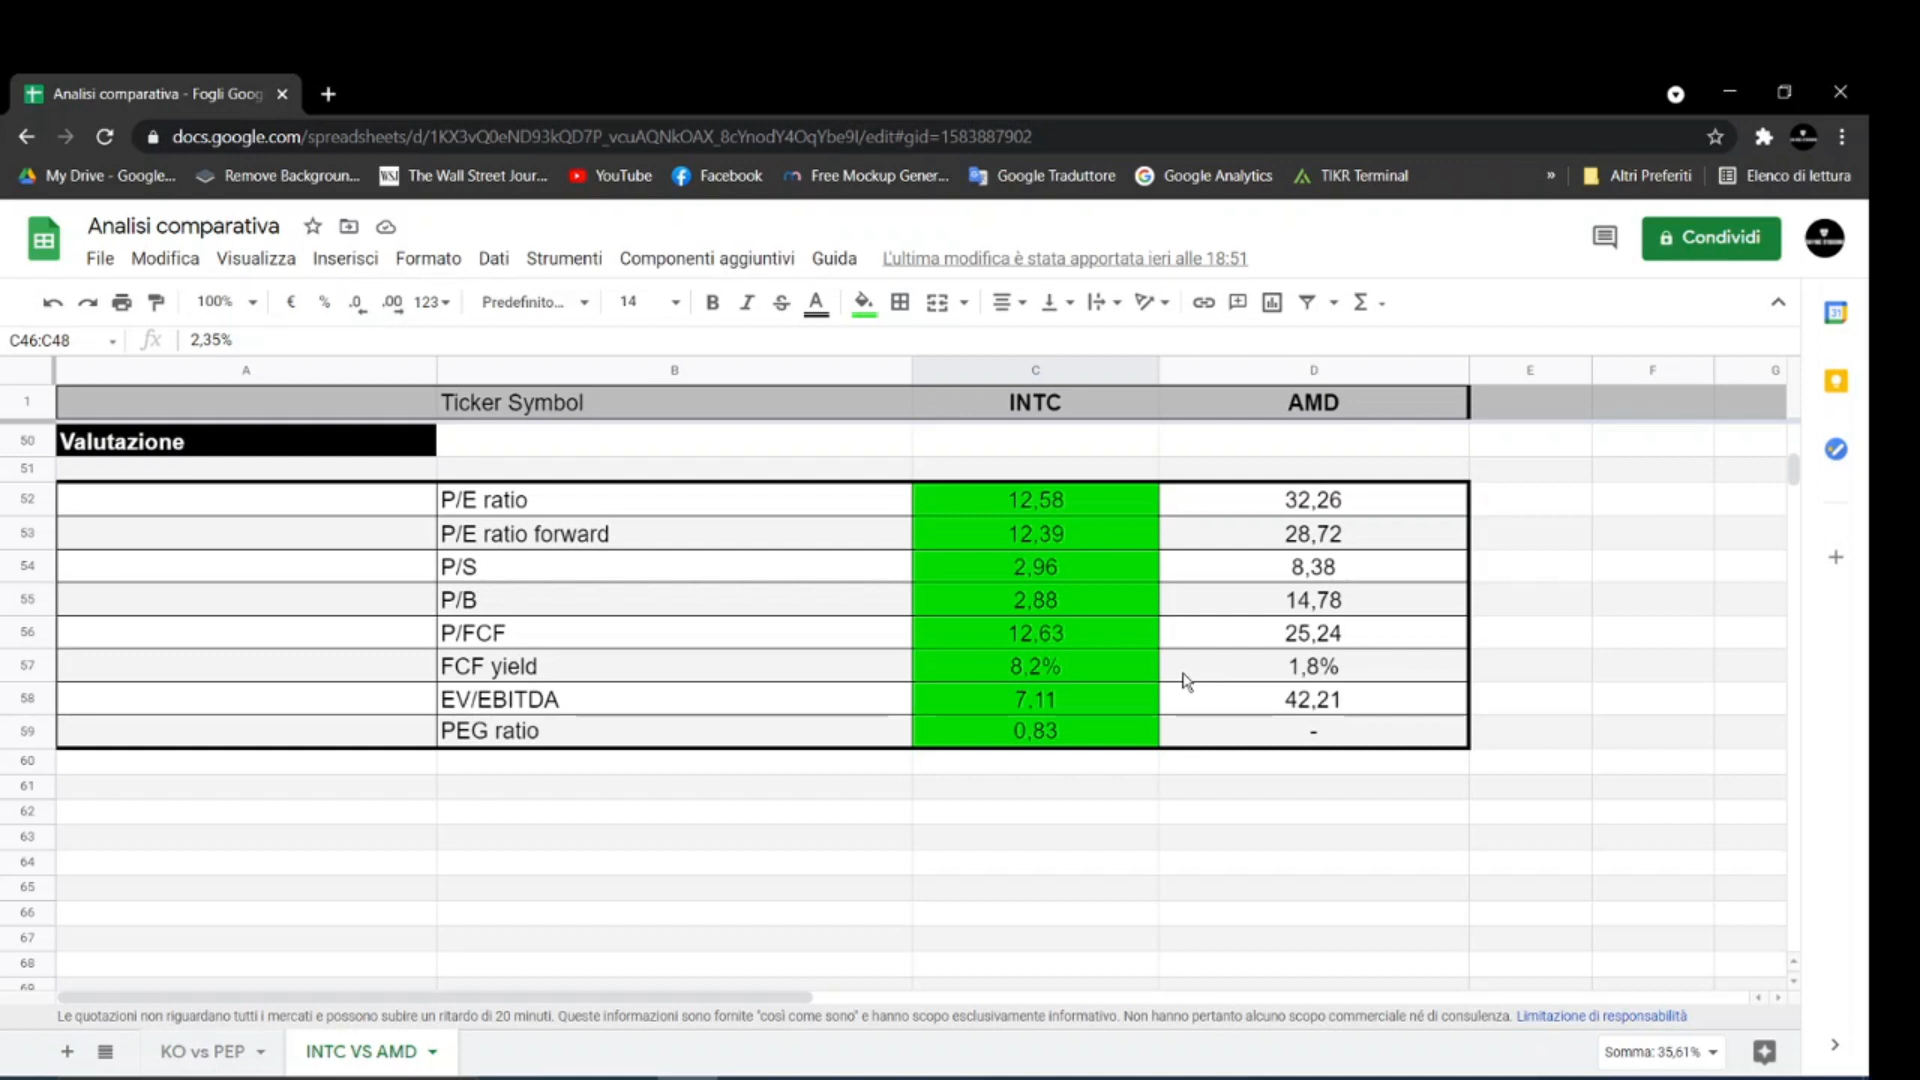 Analisi comparativa - Fogli Goog
docs.google.com/spreadsheets/d/1KX3vQ0eND93kQD7P_vcuAQNkOAX_8cYnodY4OqYbe9I/edit#gid=1583887902
My Drive - Google... Remove Backgroun... WSJ The Wall Street Jour... YouTube Facebook Free Mockup Gener... Google Traduttore Google Analytics TIKR Terminal » Altri Preferiti Elenco di lettura
Analisi comparativa
Condividi
File Modifica Visualizza Inserisci Formato Dati Strumenti Componenti aggiuntivi Guida L'ultima modifica è stata apportata ieri alle 18:51
100% € % .0 .00 123 Predefinito... 14 B I S A Σ
31
C46:C48 fx 2,35%
A B C D E F G
1 Ticker Symbol INTC AMD
50 Valutazione
51
52 P/E ratio 12,58 32,26
53 P/E ratio forward 12,39 28,72
54 P/S 2,96 8,38
55 P/B 2,88 14,78
56 P/FCF 12,63 25,24
57 FCF yield 8,2% 1,8%
58 EV/EBITDA 7,11 42,21
59 PEG ratio 0,83 -
60
61
62
63
64
65
66
67
68
69
Le quotazioni non riguardano tutti i mercati e possono subire un ritardo di 20 minuti. Queste informazioni sono fornite "così come sono" e hanno scopo esclusivamente informativo. Non hanno pertanto alcuno scopo commerciale né di consulenza. Limitazione di responsabilità
KO vs PEP INTC VS AMD Somma: 35,61%